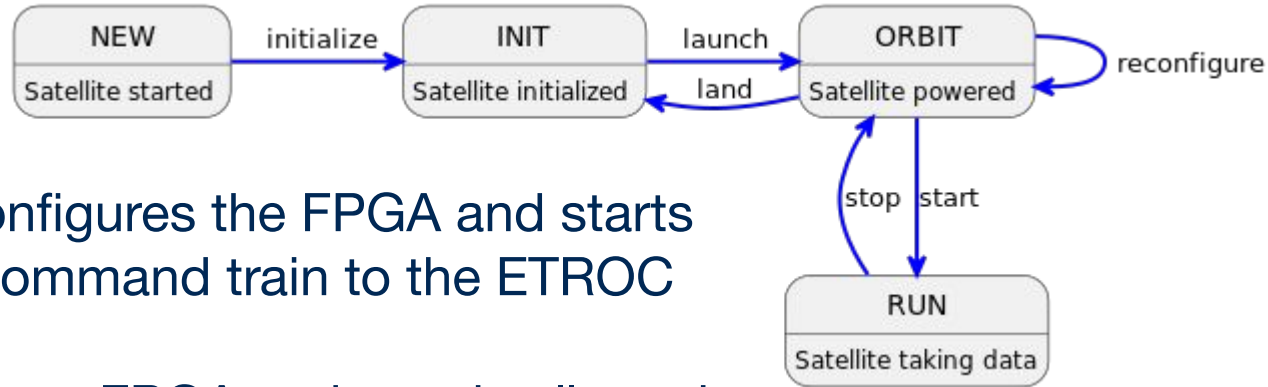 NEW
initialize
INIT
launch
ORBIT
reconfigure
Satellite started
Satellite initialized
land
Satellite powered
stop
start
onfigures the FPGA and starts
ommand train to the ETROC
RUN
Satellite taking data
FPGA